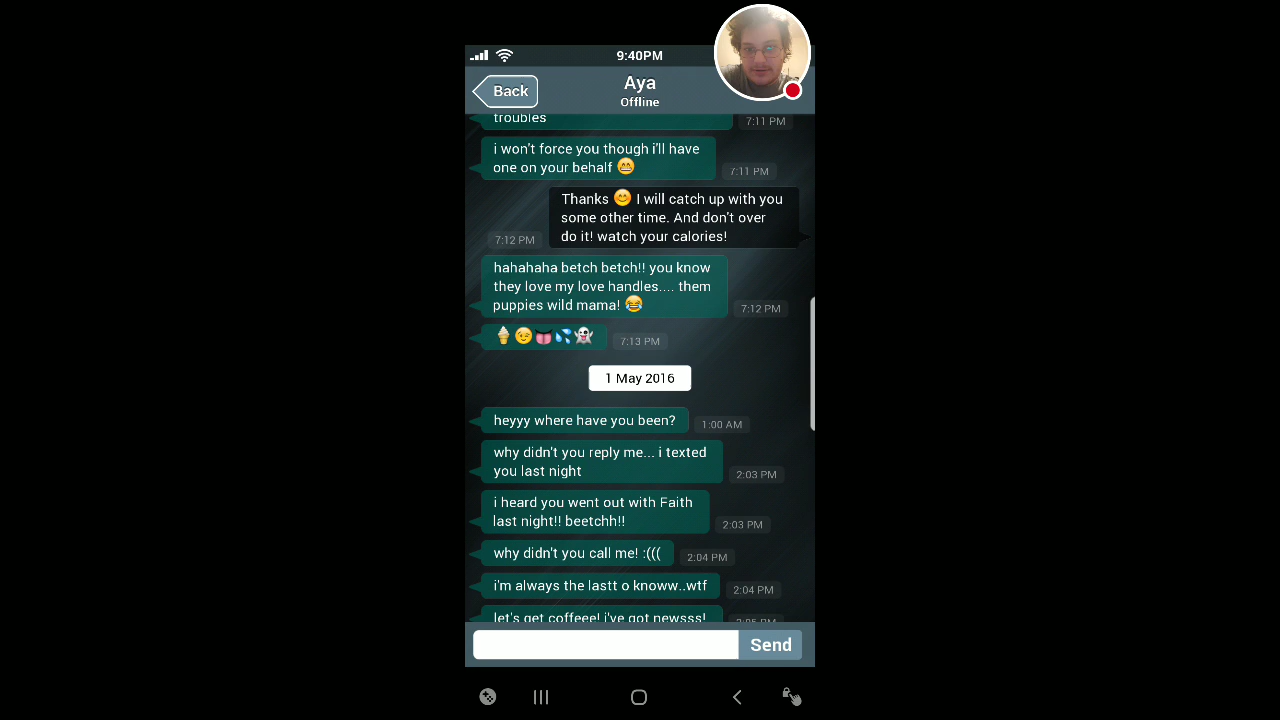 9:40PM
Back
Aya
Offline
troubles
7:11 PM
i won't force you though i'll have
one on your behalf 😁
7:11 PM
Thanks 😊 I will catch up with you
some other time. And don't over
do it! watch your calories!
7:12 PM
hahahaha betch betch!! you know
they love my love handles.... them
puppies wild mama! 😂
7:12 PM
🍦😉👅💦👻
7:13 PM
1 May 2016
heyyy where have you been?
1:00 AM
why didn't you reply me... i texted
you last night
2:03 PM
i heard you went out with Faith
last night!! beetchh!!
2:03 PM
why didn't you call me! :(((
2:04 PM
i'm always the lastt o knoww..wtf
2:04 PM
let's get coffeee! i've got newsss!
2:05 PM
Send